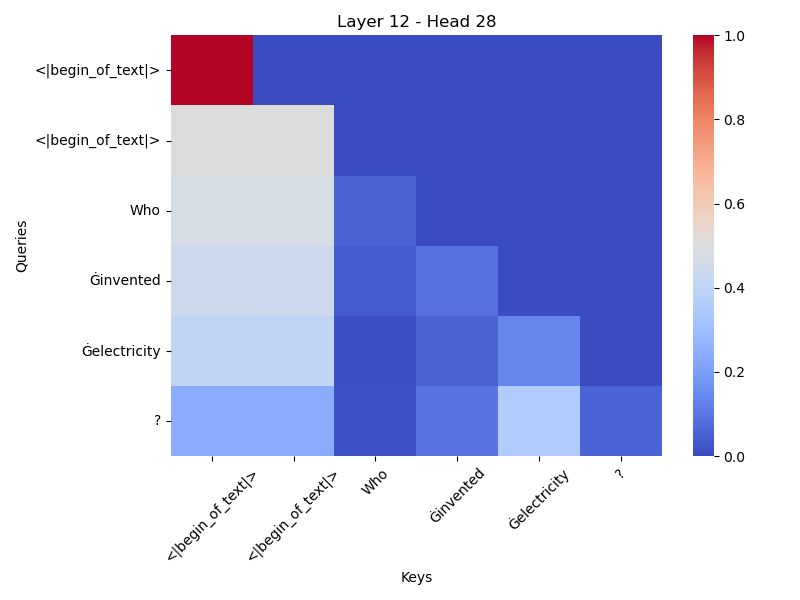 Layer 12 - Head 28
<|begin_of_text|>
<|begin_of_text|>
Who
Ġinvented
Ġelectricity
?
Queries
<|begin_of_text|>
<|begin_of_text|>
Who
Ġinvented
Ġelectricity
?
Keys
1.0
0.8
0.6
0.4
0.2
0.0